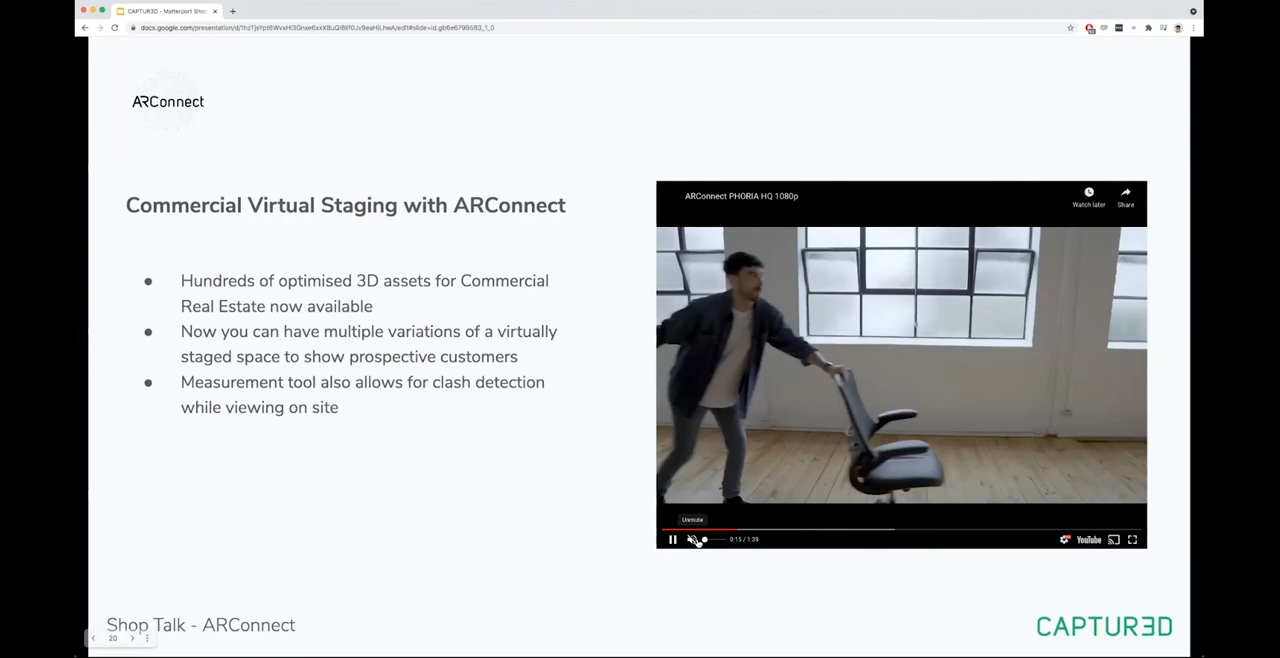 CAPTUR3D - Matterport Shop
ARConnect
Commercial Virtual Staging with ARConnect
● Hundreds of optimised 3D assets for Commercial
Real Estate now available
● Now you can have multiple variations of a virtually
staged space to show prospective customers
● Measurement tool also allows for clash detection
while viewing on site
ARConnect PHORIA HQ 1080p
Watch later
Share
Unmute
0:15 / 1:39
YouTube
Shop Talk - ARConnect
20
CAPTUR3D